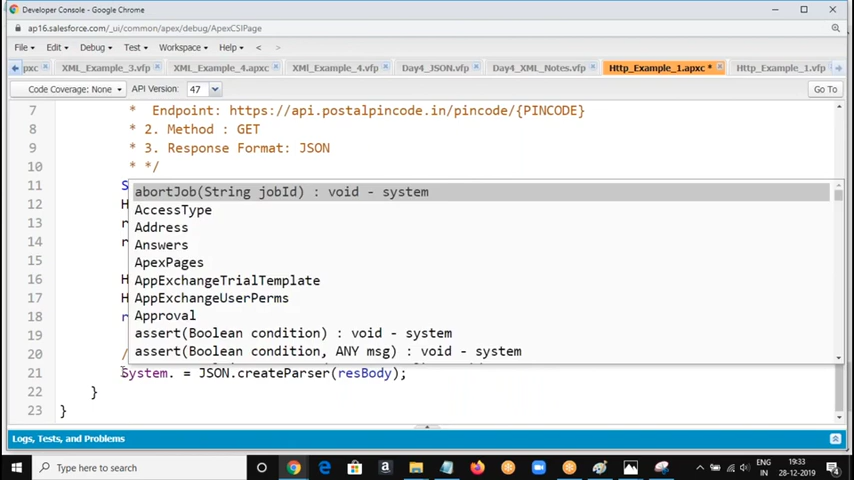 Developer Console - Google Chrome
ap16.salesforce.com/_ui/common/apex/debug/ApexCSIPage
File Edit Debug Test Workspace Help < >
pxc XML_Example_3.vfp XML_Example_4.apxc XMl_Example_4.vfp Day4_JSON.vfp Day4_XML_Notes.vfp Http_Example_1.apxc * Http_Example_1.vfp
Code Coverage: None API Version: 47 Go To
7 * Endpoint: https://api.postalpincode.in/pincode/{PINCODE}
8 * 2. Method : GET
9 * 3. Response Format: JSON
10 * */
11 S
abortJob(String jobId) : void - system
12 H
AccessType
13 r
Address
14 r
Answers
15
ApexPages
16 H
AppExchangeTrialTemplate
17 H
AppExchangeUserPerms
18 r
Approval
19
assert(Boolean condition) : void - system
20 /
assert(Boolean condition, ANY msg) : void - system
21 System. = JSON.createParser(resBody);
22 }
23 }
Logs, Tests, and Problems
Type here to search
ENG
IN
19:33
28-12-2019
4